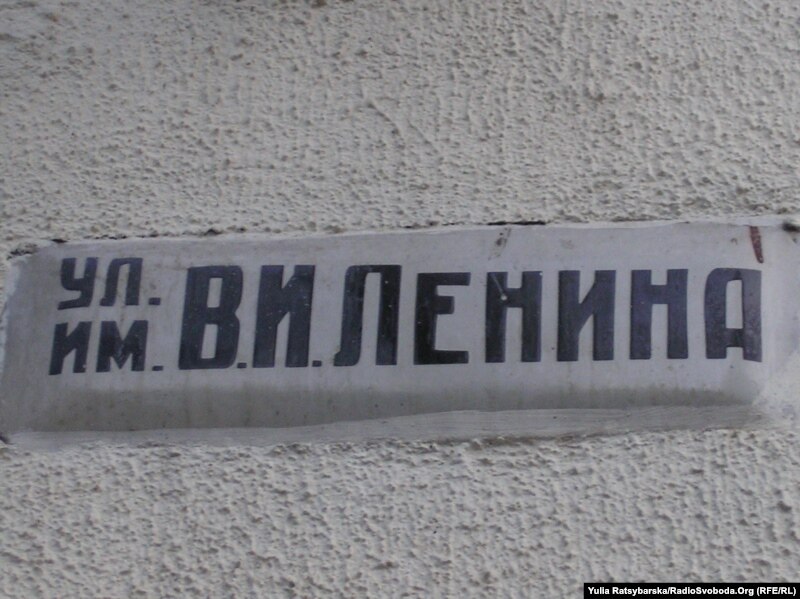 ул.
им. В.И.Ленина
Yulia Ratsybarska/RadioSvoboda.Org (RFE/RL)